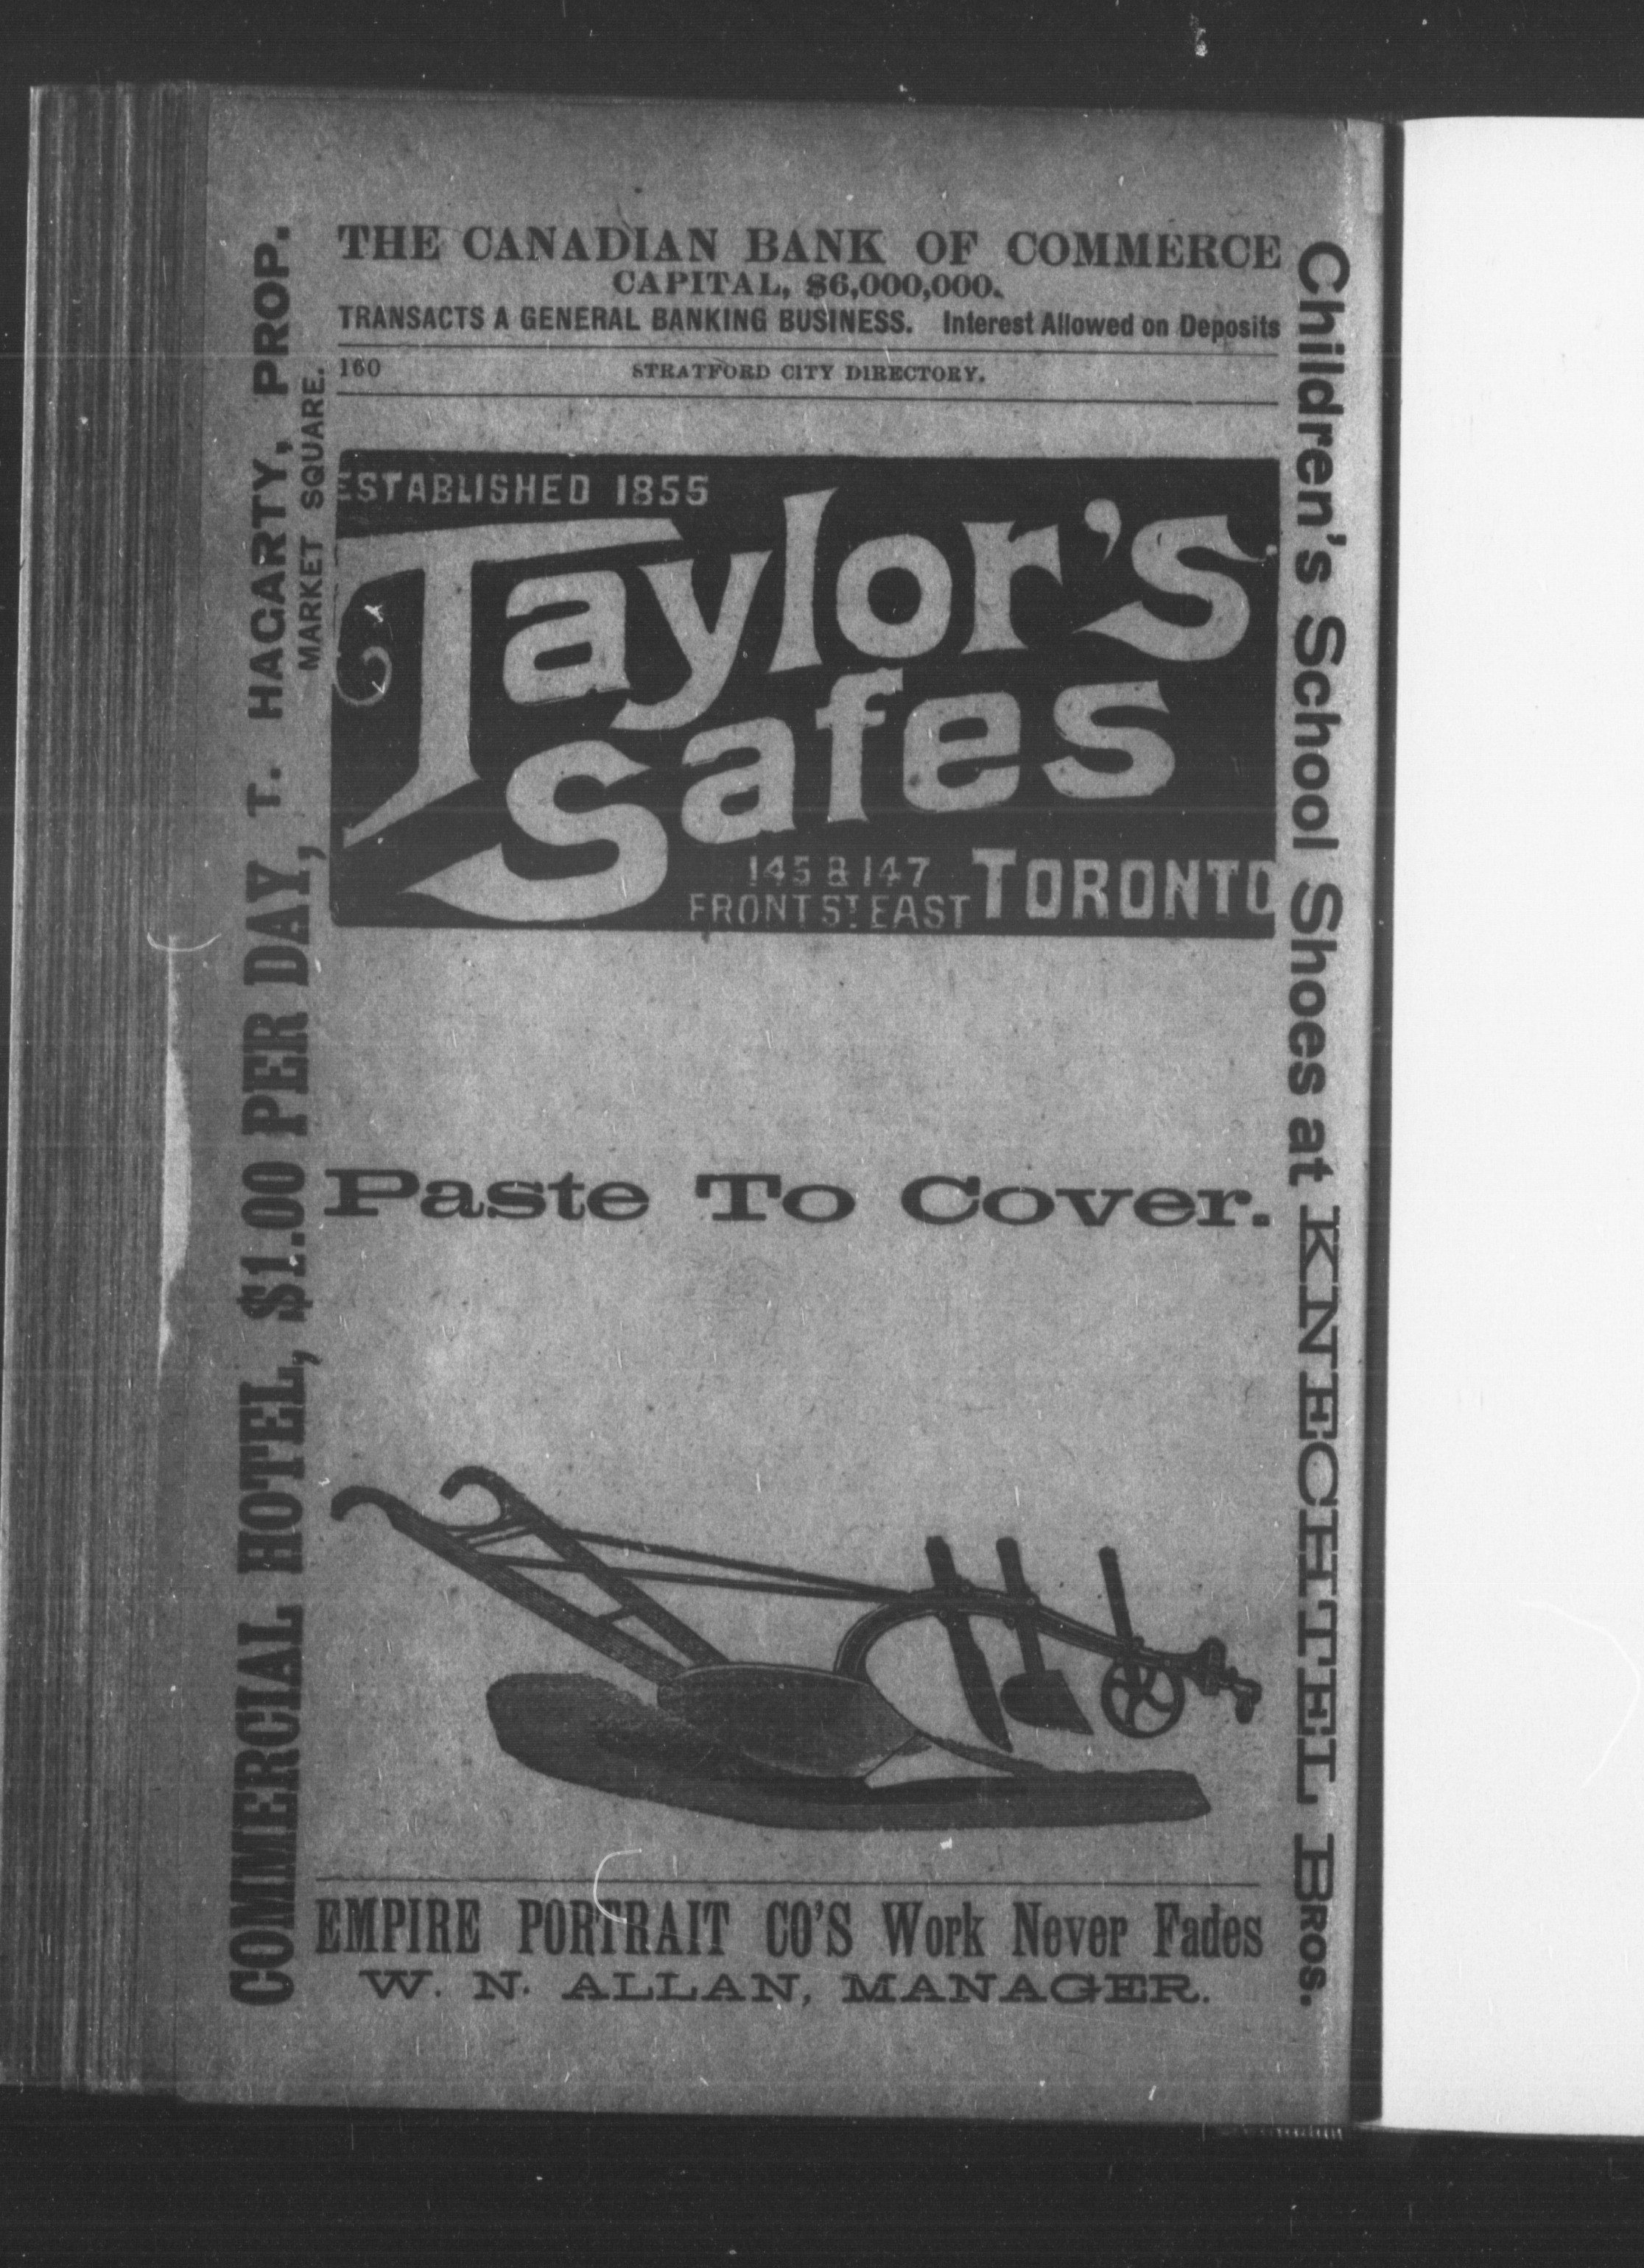 THE CANADIAN BANK OF COMMERCE
CAPITAL, $6,000,000.
TRANSACTS A GENERAL BANKING BUSINESS. Interest Allowed on Deposits
160 STRATFORD CITY DIRECTORY.
ESTABLISHED 1855
Taylor's
Safes
145 & 147
FRONT ST. EAST TORONTO
Paste To Cover.
EMPIRE PORTRAIT CO'S Work Never Fades
W. N. ALLAN, MANAGER.
COMMERCIAL HOTEL, $1.00 PER DAY, T. HAGARTY, PROP.
MARKET SQUARE.
Children's School Shoes at KNECHTEL BROS.